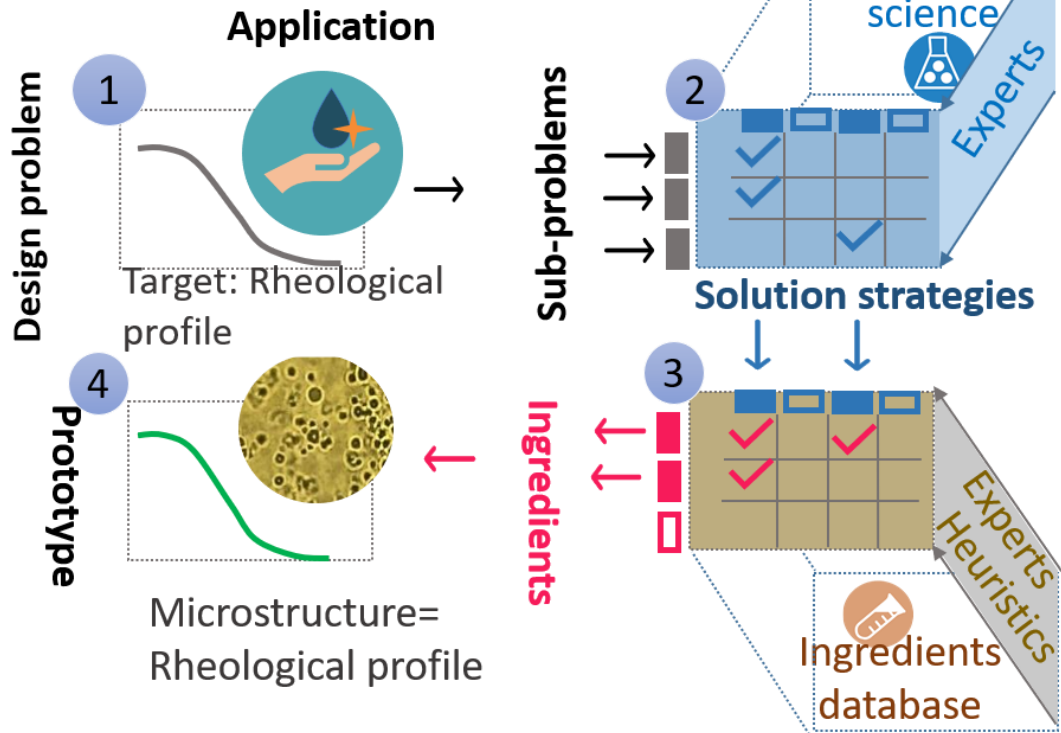 Application
1
Design problem
Target: Rheological
profile
Sub-problems
2
science
Experts
Solution strategies
3
Ingredients
Experts
Heuristics
Ingredients
database
4
Prototype
Microstructure=
Rheological profile